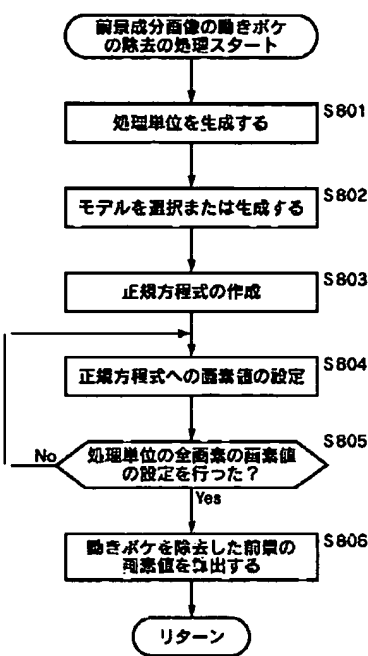 前景成分画像の動きボケ
の除去の処理スタート
S801
処理単位を生成する
S802
モデルを選択または生成する
S803
正規方程式の作成
S804
正規方程式への画素値の設定
S805
処理単位の全画素の画素値
の設定を行った？
No
Yes
S806
動きボケを除去した前景の
画素値を算出する
リターン